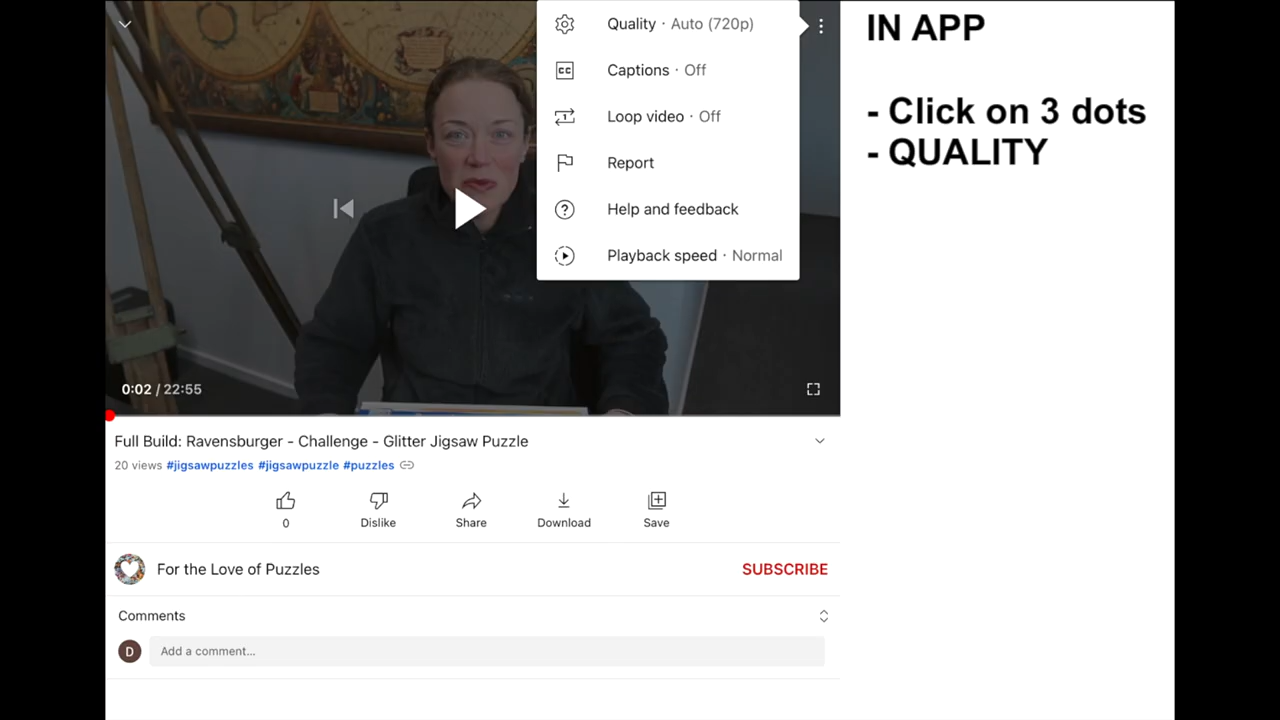 Quality · Auto (720p)
Captions · Off
Loop video · Off
Report
Help and feedback
Playback speed · Normal
IN APP
- Click on 3 dots
- QUALITY
0:02 / 22:55
Full Build: Ravensburger - Challenge - Glitter Jigsaw Puzzle
20 views #jigsawpuzzles #jigsawpuzzle #puzzles
0 Dislike Share Download Save
For the Love of Puzzles SUBSCRIBE
Comments
D Add a comment...